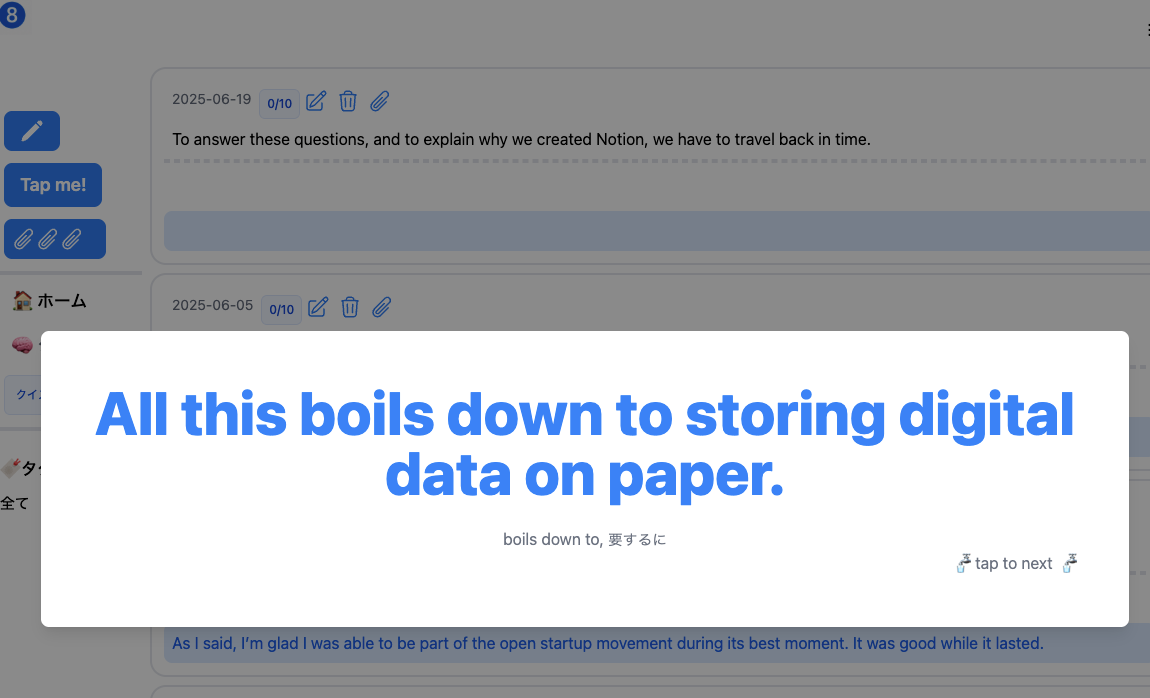 8
2025-06-19 0/10
To answer these questions, and to explain why we created Notion, we have to travel back in time.
Tap me!
ホーム
2025-06-05 0/10
クイ
All this boils down to storing digital
data on paper.
タ
全て
boils down to, 要するに
tap to next
As I said, I’m glad I was able to be part of the open startup movement during its best moment. It was good while it lasted.